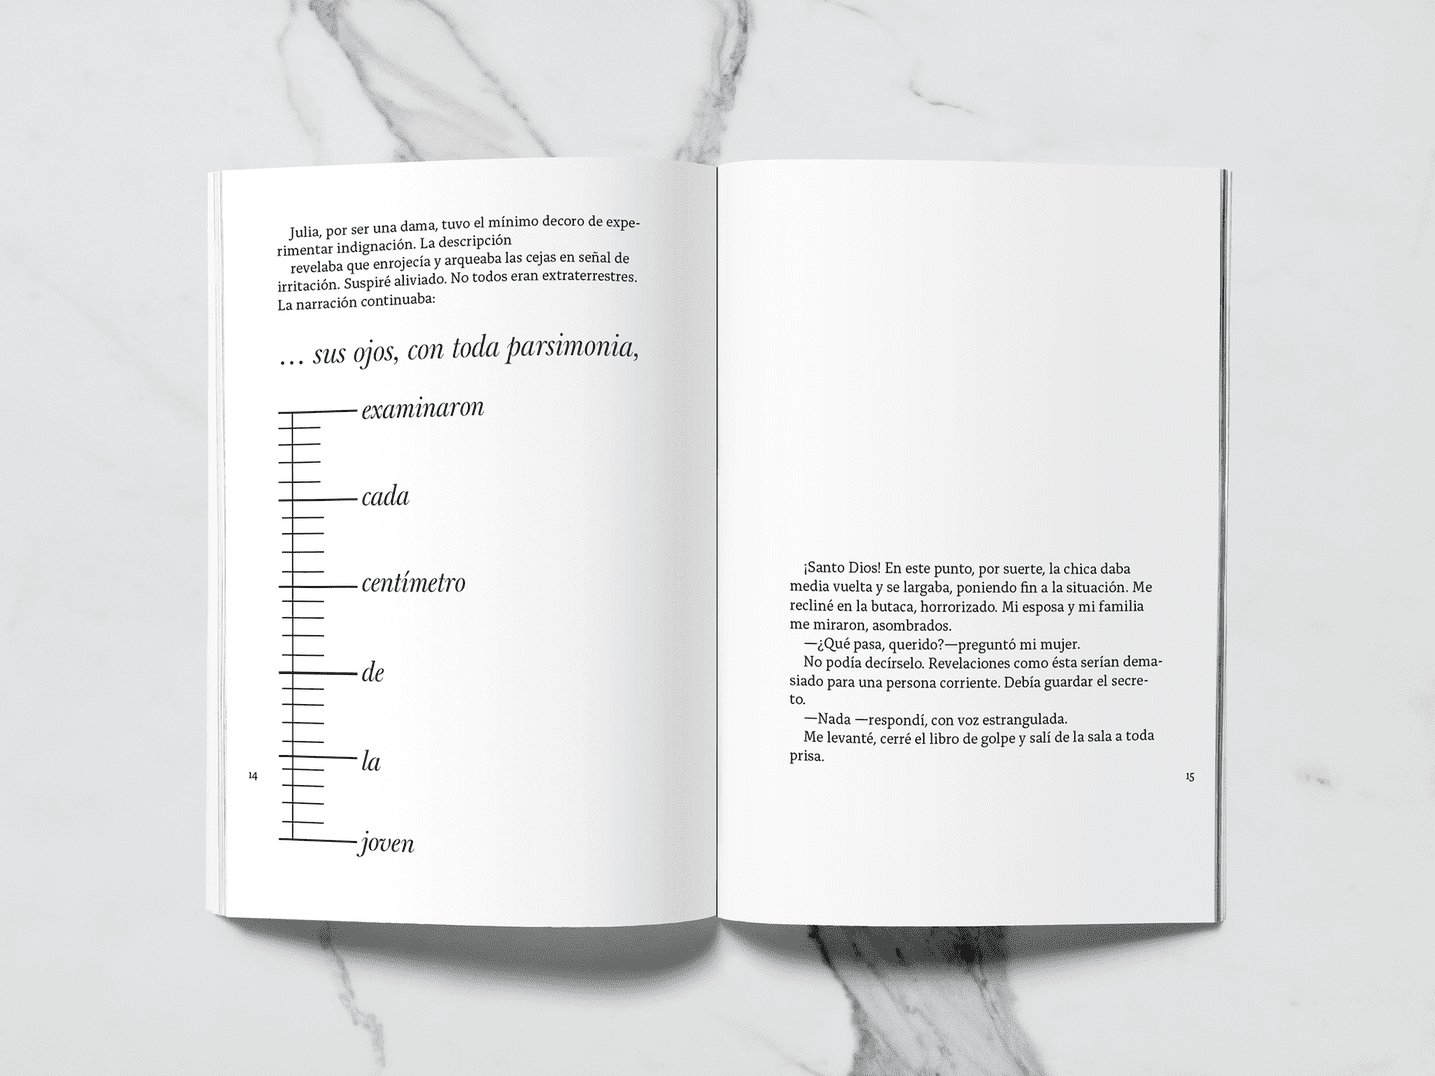 Julia, por ser una dama, tuvo el mínimo decoro de expe-
rimentar indignación. La descripción
revelaba que enrojecía y arqueaba las cejas en señal de
irritación. Suspiré aliviado. No todos eran extraterrestres.
La narración continuaba:
... sus ojos, con toda parsimonia,
examinaron
cada
centímetro
de
la
joven
14
¡Santo Dios! En este punto, por suerte, la chica daba
media vuelta y se largaba, poniendo fin a la situación. Me
recliné en la butaca, horrorizado. Mi esposa y mi familia
me miraron, asombrados.
—¿Qué pasa, querido?—preguntó mi mujer.
No podía decírselo. Revelaciones como ésta serían dema-
siado para una persona corriente. Debía guardar el secre-
to.
—Nada —respondí, con voz estrangulada.
Me levanté, cerré el libro de golpe y salí de la sala a toda
prisa.
15